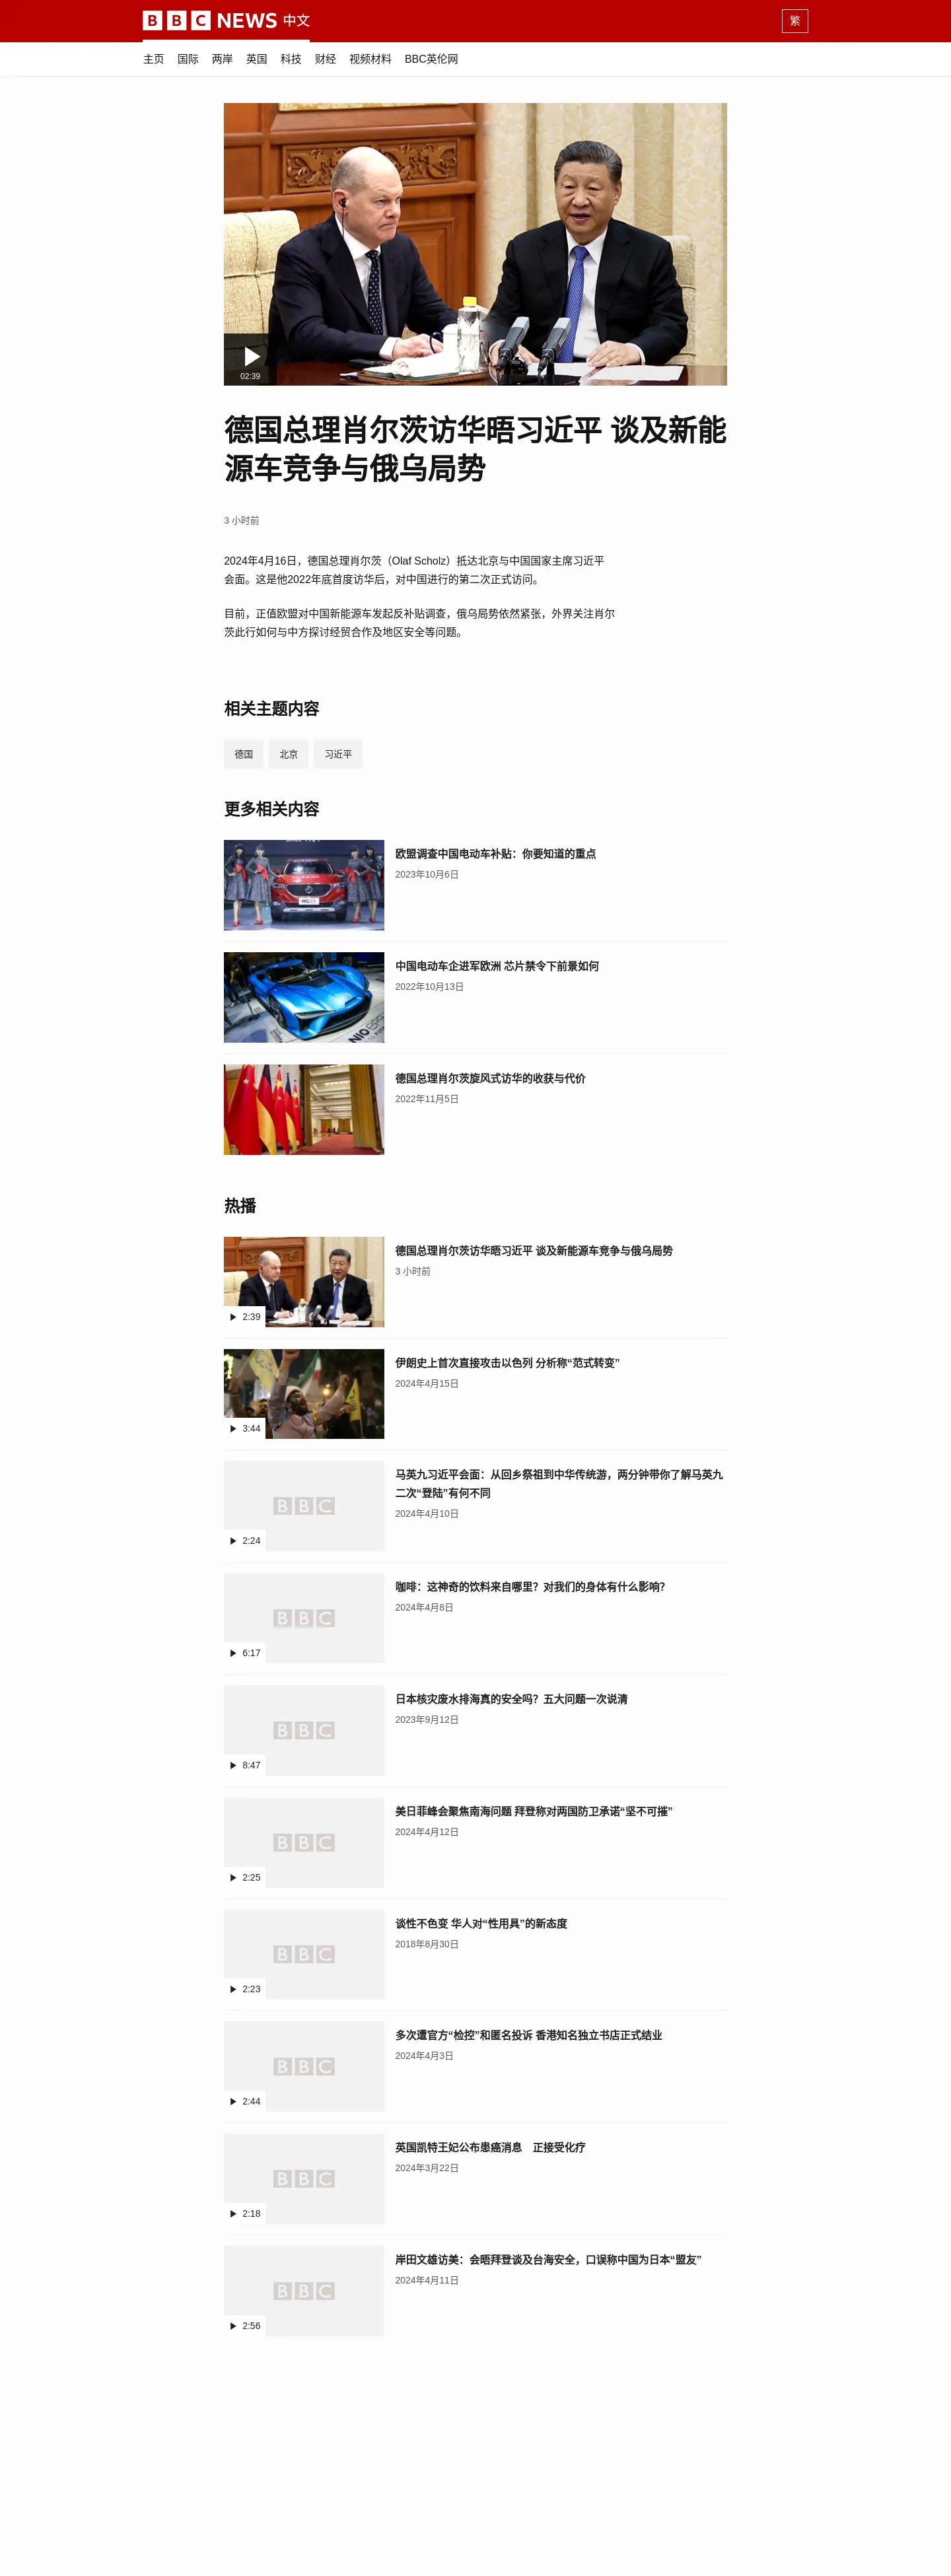 BBC NEWS 中文
繁
主页 国际 两岸 英国 科技 财经 视频材料 BBC英伦网
02:39
德国总理肖尔茨访华晤习近平 谈及新能
源车竞争与俄乌局势
3 小时前
2024年4月16日，德国总理肖尔茨（Olaf Scholz）抵达北京与中国国家主席习近平
会面。这是他2022年底首度访华后，对中国进行的第二次正式访问。
目前，正值欧盟对中国新能源车发起反补贴调查，俄乌局势依然紧张，外界关注肖尔
茨此行如何与中方探讨经贸合作及地区安全等问题。
相关主题内容
德国 北京 习近平
更多相关内容
欧盟调查中国电动车补贴：你要知道的重点
2023年10月6日
中国电动车企进军欧洲 芯片禁令下前景如何
2022年10月13日
NIO EP9
德国总理肖尔茨旋风式访华的收获与代价
2022年11月5日
热播
德国总理肖尔茨访华晤习近平 谈及新能源车竞争与俄乌局势
3 小时前
2:39
伊朗史上首次直接攻击以色列 分析称“范式转变”
2024年4月15日
3:44
马英九习近平会面：从回乡祭祖到中华传统游，两分钟带你了解马英九
二次“登陆”有何不同
2024年4月10日
BBC
2:24
咖啡：这神奇的饮料来自哪里？对我们的身体有什么影响？
2024年4月8日
BBC
6:17
日本核灾废水排海真的安全吗？五大问题一次说清
2023年9月12日
BBC
8:47
美日菲峰会聚焦南海问题 拜登称对两国防卫承诺“坚不可摧”
2024年4月12日
BBC
2:25
谈性不色变 华人对“性用具”的新态度
2018年8月30日
BBC
2:23
多次遭官方“检控”和匿名投诉 香港知名独立书店正式结业
2024年4月3日
BBC
2:44
英国凯特王妃公布患癌消息　正接受化疗
2024年3月22日
BBC
2:18
岸田文雄访美：会晤拜登谈及台海安全，口误称中国为日本“盟友”
2024年4月11日
BBC
2:56